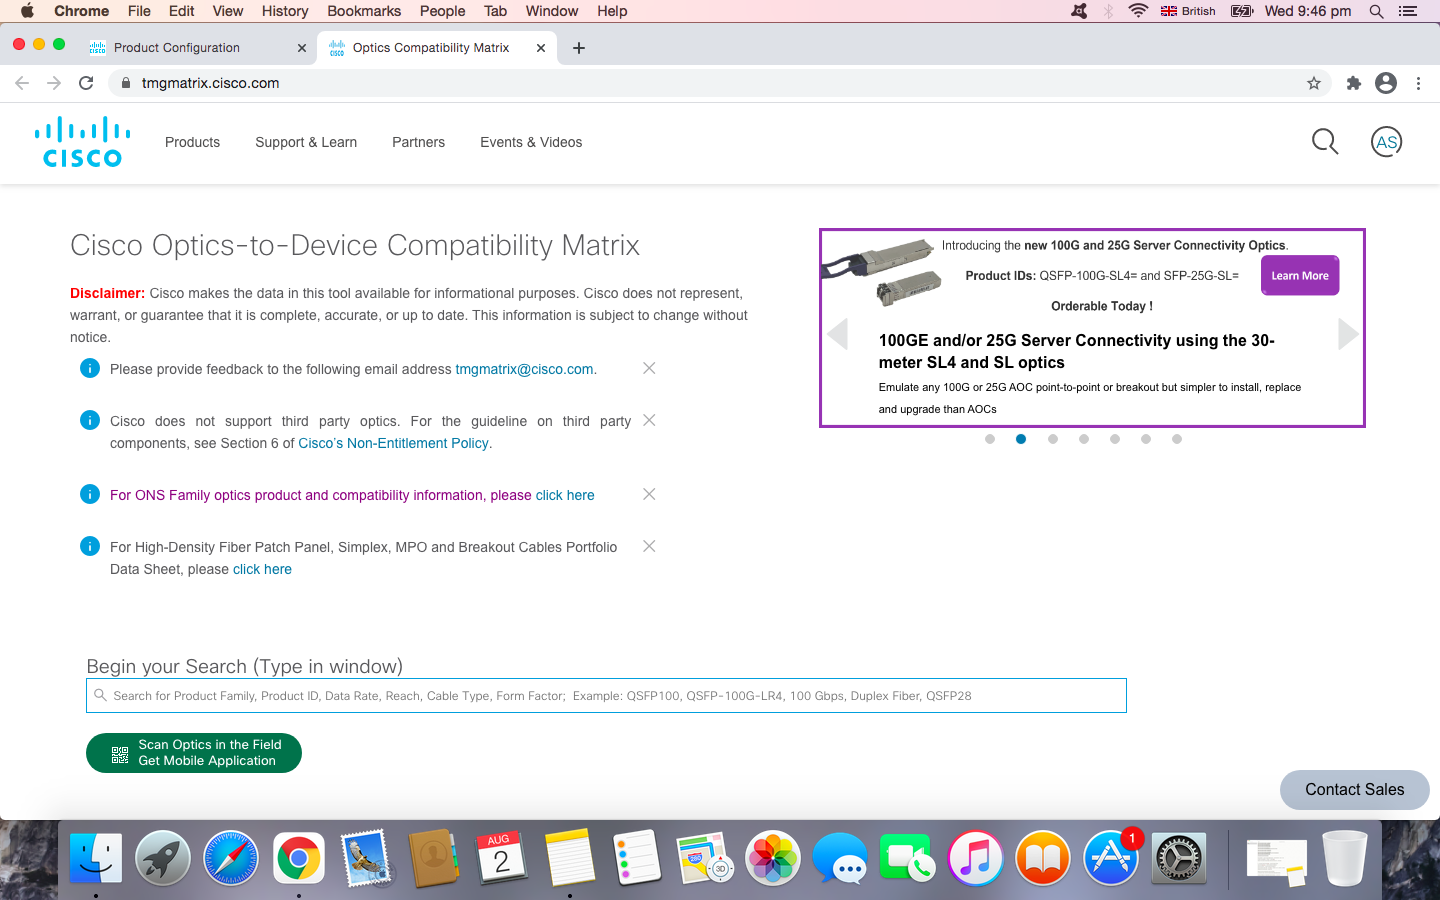 Chrome File Edit View History Bookmarks People Tab Window Help British Wed 9:46 pm
Product Configuration Optics Compatibility Matrix
tmgmatrix.cisco.com
CISCO Products Support & Learn Partners Events & Videos AS
Cisco Optics-to-Device Compatibility Matrix
Disclaimer: Cisco makes the data in this tool available for informational purposes. Cisco does not represent,
warrant, or guarantee that it is complete, accurate, or up to date. This information is subject to change without
notice.
Please provide feedback to the following email address tmgmatrix@cisco.com.
Cisco does not support third party optics. For the guideline on third party
components, see Section 6 of Cisco's Non-Entitlement Policy.
For ONS Family optics product and compatibility information, please click here
For High-Density Fiber Patch Panel, Simplex, MPO and Breakout Cables Portfolio
Data Sheet, please click here
Introducing the new 100G and 25G Server Connectivity Optics.
Product IDs: QSFP-100G-SL4= and SFP-25G-SL=
Learn More
Orderable Today !
100GE and/or 25G Server Connectivity using the 30-
meter SL4 and SL optics
Emulate any 100G or 25G AOC point-to-point or breakout but simpler to install, replace
and upgrade than AOCs
Begin your Search (Type in window)
Search for Product Family, Product ID, Data Rate, Reach, Cable Type, Form Factor; Example: QSFP100, QSFP-100G-LR4, 100 Gbps, Duplex Fiber, QSFP28
Scan Optics in the Field
Get Mobile Application
Contact Sales
AUG
2
3D
1